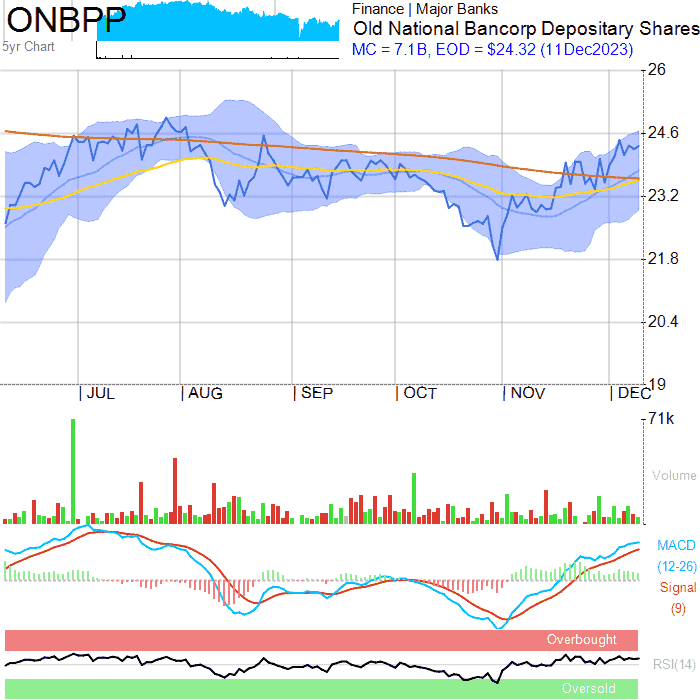 ONBPP
Finance | Major Banks
Old National Bancorp Depositary Shares
5yr Chart
MC = 7.1B, EOD = $24.32 (11Dec2023)
26
24.6
23.2
21.8
20.4
19
JUL AUG SEP OCT NOV DEC
71k
Volume
MACD
(12-26)
Signal
(9)
Overbought
RSI(14)
Oversold